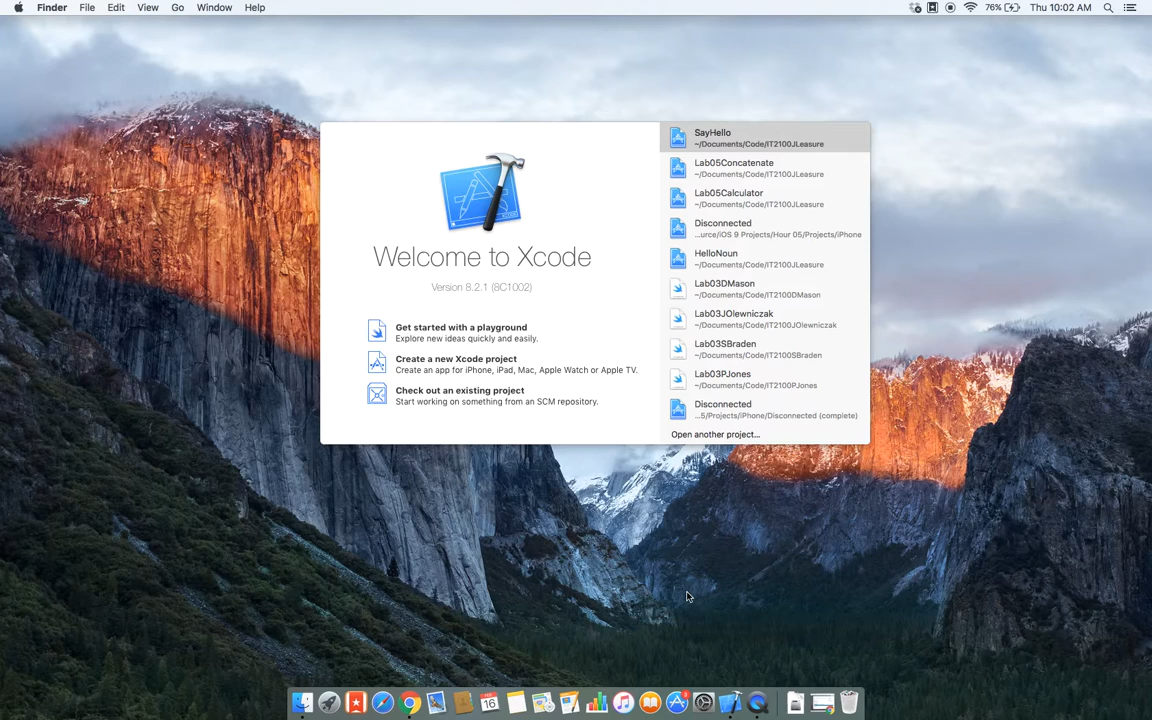 Finder File Edit View Go Window Help 76% Thu 10:02 AM
Welcome to Xcode
Version 8.2.1 (8C1002)
Get started with a playground
Explore new ideas quickly and easily.
Create a new Xcode project
Create an app for iPhone, iPad, Mac, Apple Watch or Apple TV.
Check out an existing project
Start working on something from an SCM repository.
SayHello
~/Documents/Code/IT2100JLeasure
Lab05Concatenate
~/Documents/Code/IT2100JLeasure
Lab05Calculator
~/Documents/Code/IT2100JLeasure
Disconnected
...urce/iOS 9 Projects/Hour 05/Projects/iPhone
HelloNoun
~/Documents/Code/IT2100JLeasure
Lab03DMason
~/Documents/Code/IT2100DMason
Lab03JOlewniczak
~/Documents/Code/IT2100JOlewniczak
Lab03SBraden
~/Documents/Code/IT2100SBraden
Lab03PJones
~/Documents/Code/IT2100PJones
Disconnected
...5/Projects/iPhone/Disconnected (complete)
Open another project...
16